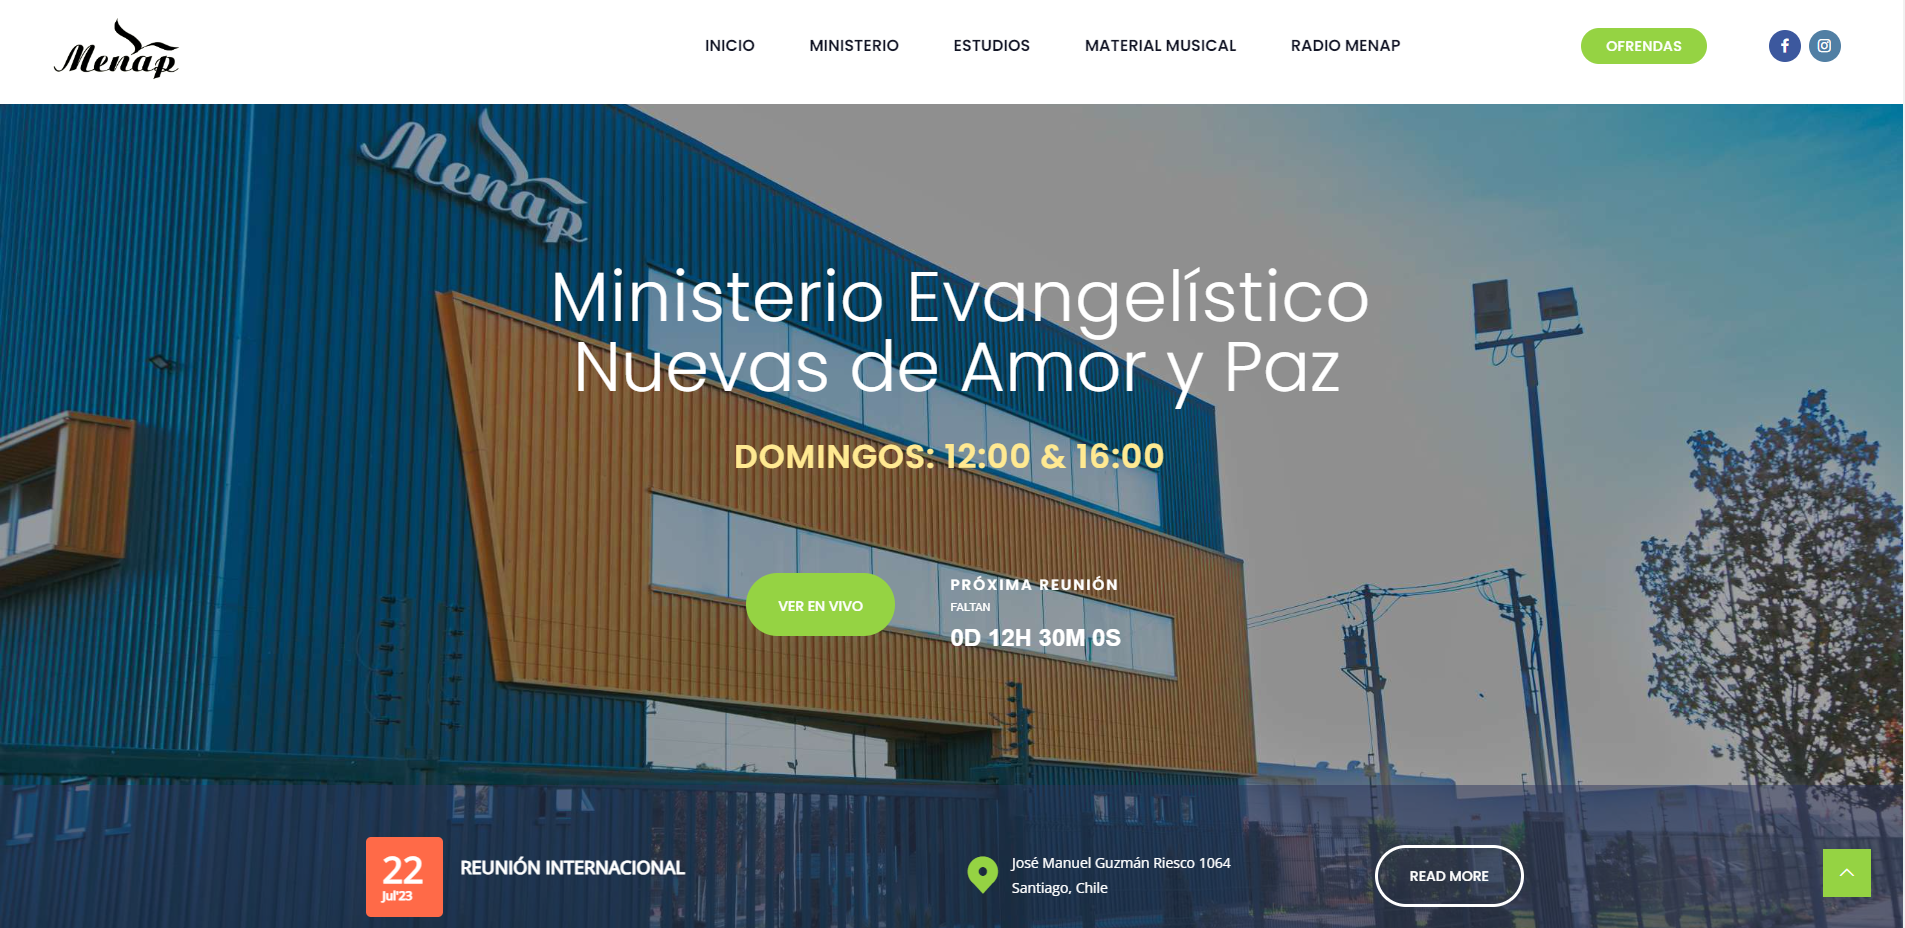 Menap
INICIO
MINISTERIO
ESTUDIOS
MATERIAL MUSICAL
RADIO MENAP
OFRENDAS
Menap
Ministerio Evangelístico
Nuevas de Amor y Paz
DOMINGOS: 12:00 & 16:00
VER EN VIVO
PRÓXIMA REUNIÓN
FALTAN
0D 12H 30M 0S
22
Jul'23
REUNIÓN INTERNACIONAL
José Manuel Guzmán Riesco 1064
Santiago, Chile
READ MORE